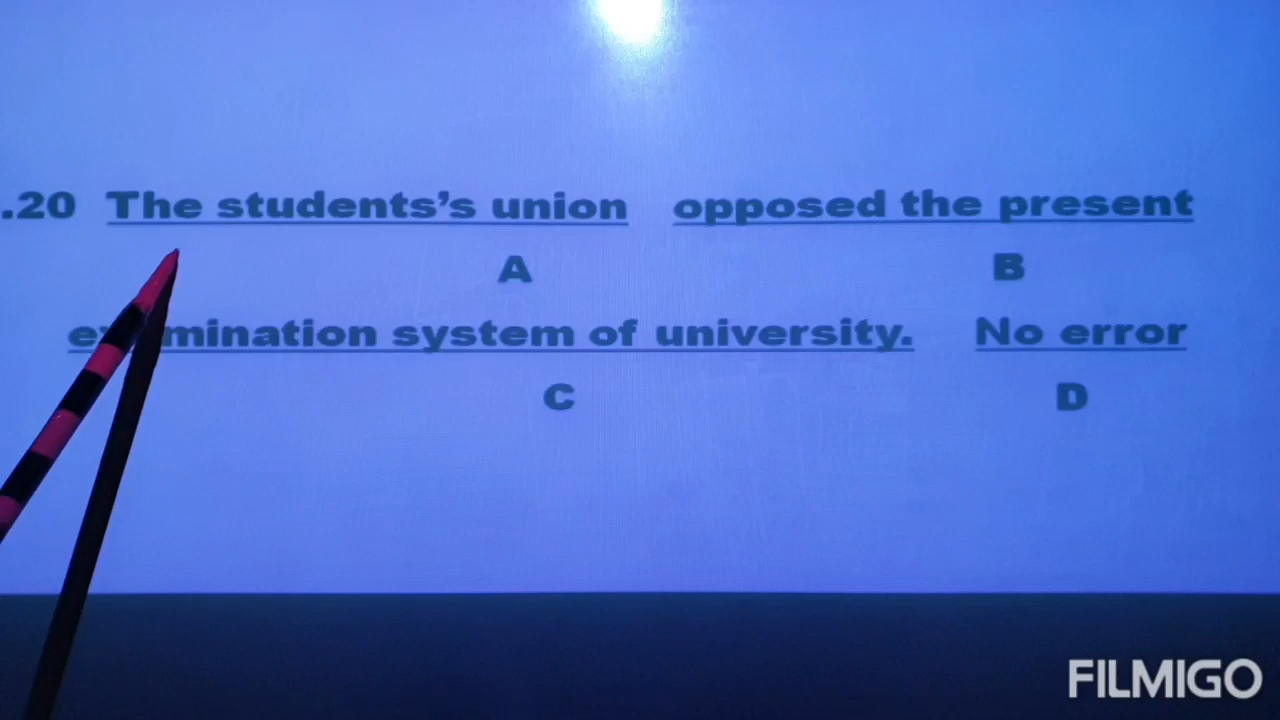 .20 The students’s union opposed the present
A B
examination system of university. No error
C D
FILMIGO